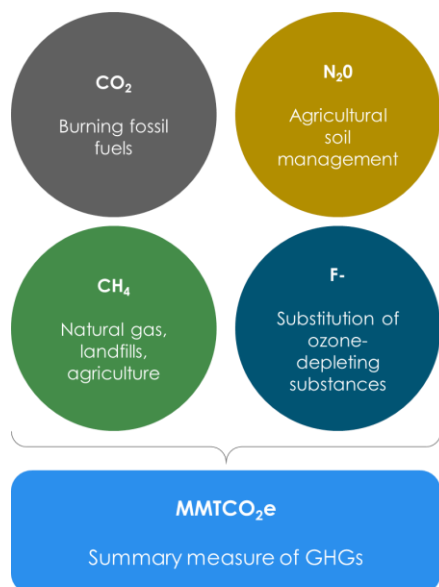 CO₂
Burning fossil
fuels
N₂0
Agricultural
soil
management
CH₄
Natural gas,
landfills,
agriculture
F-
Substitution of
ozone-
depleting
substances
MMTCO₂e
Summary measure of GHGs